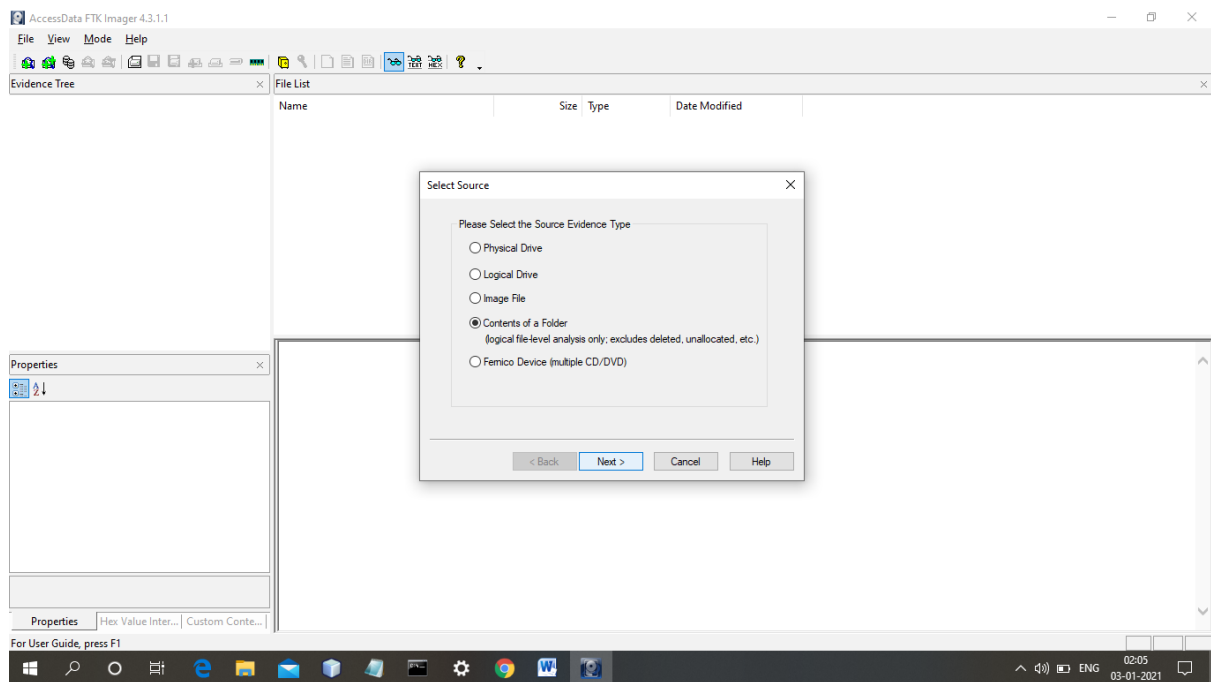 AccessData FTK Imager 4.3.1.1
File View Mode Help
TEXT HEX
Evidence Tree
File List
Name Size Type Date Modified
Select Source
Please Select the Source Evidence Type
Physical Drive
Logical Drive
Image File
Contents of a Folder
(logical file-level analysis only; excludes deleted, unallocated, etc.)
Fernico Device (multiple CD/DVD)
< Back Next > Cancel Help
Properties
Properties Hex Value Inter... Custom Conte...
For User Guide, press F1
ENG
02:05
03-01-2021